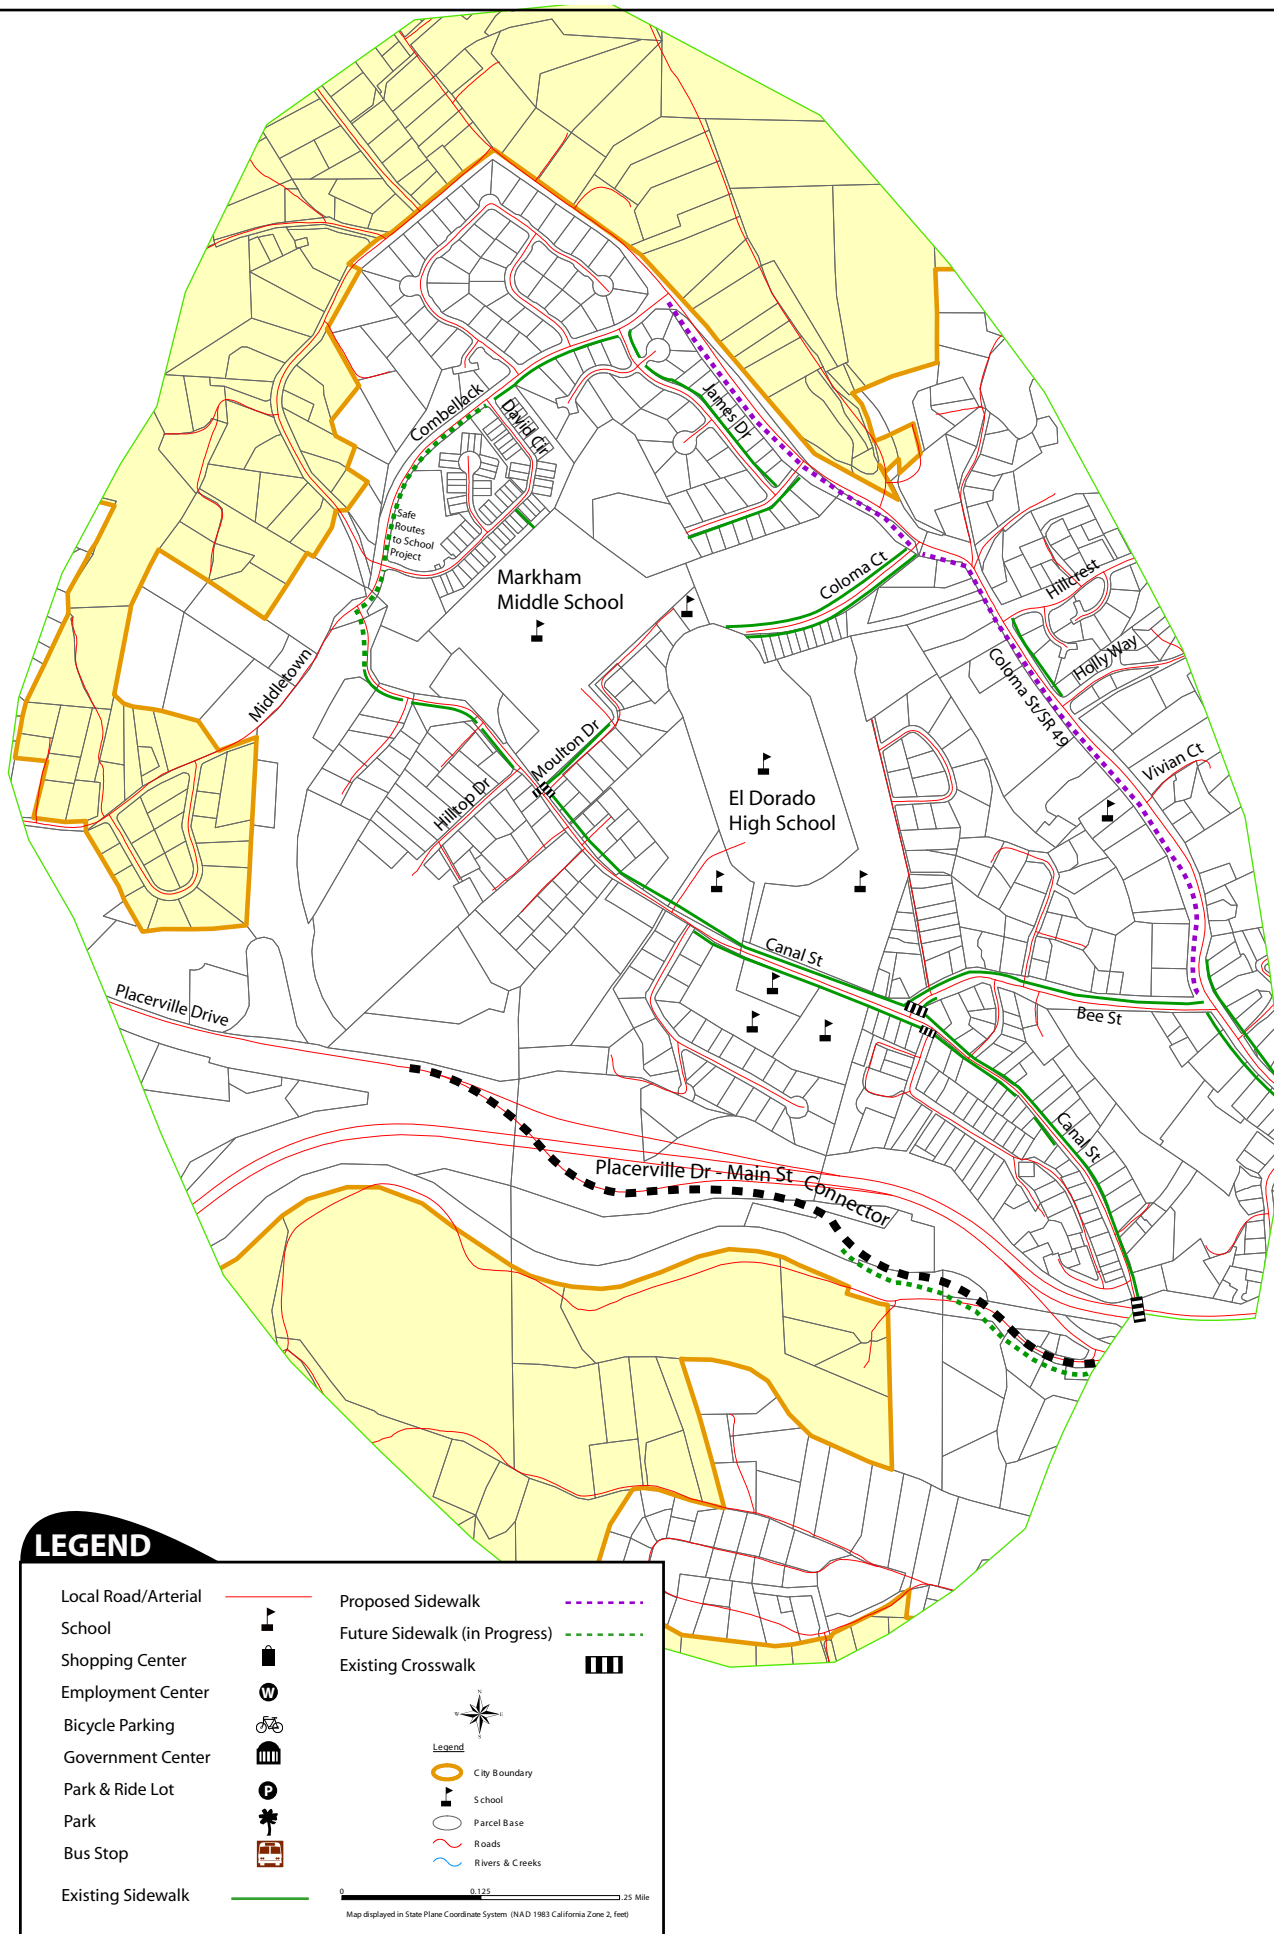 Combellack
David Cir
James Dr
Safe
Routes
to School
Project
Markham
Middle School
Coloma Ct
Hillcrest
Holly Way
Coloma St/SR 49
Middletown
Moulton Dr
Hilltop Dr
Vivian Ct
El Dorado
High School
Canal St
Placerville Drive
Bee St
Canal St
Placerville Dr - Main St Connector
LEGEND
Local Road/Arterial
School
Shopping Center
Employment Center
W
Bicycle Parking
Government Center
Park & Ride Lot
P
Park
Bus Stop
Existing Sidewalk
Proposed Sidewalk
Future Sidewalk (in Progress)
Existing Crosswalk
N
W E
S
Legend
City Boundary
School
Parcel Base
Roads
Rivers & Creeks
0 0.125 .25 Mile
Map displayed in State Plane Coordinate System (NAD 1983 California Zone 2, feet)